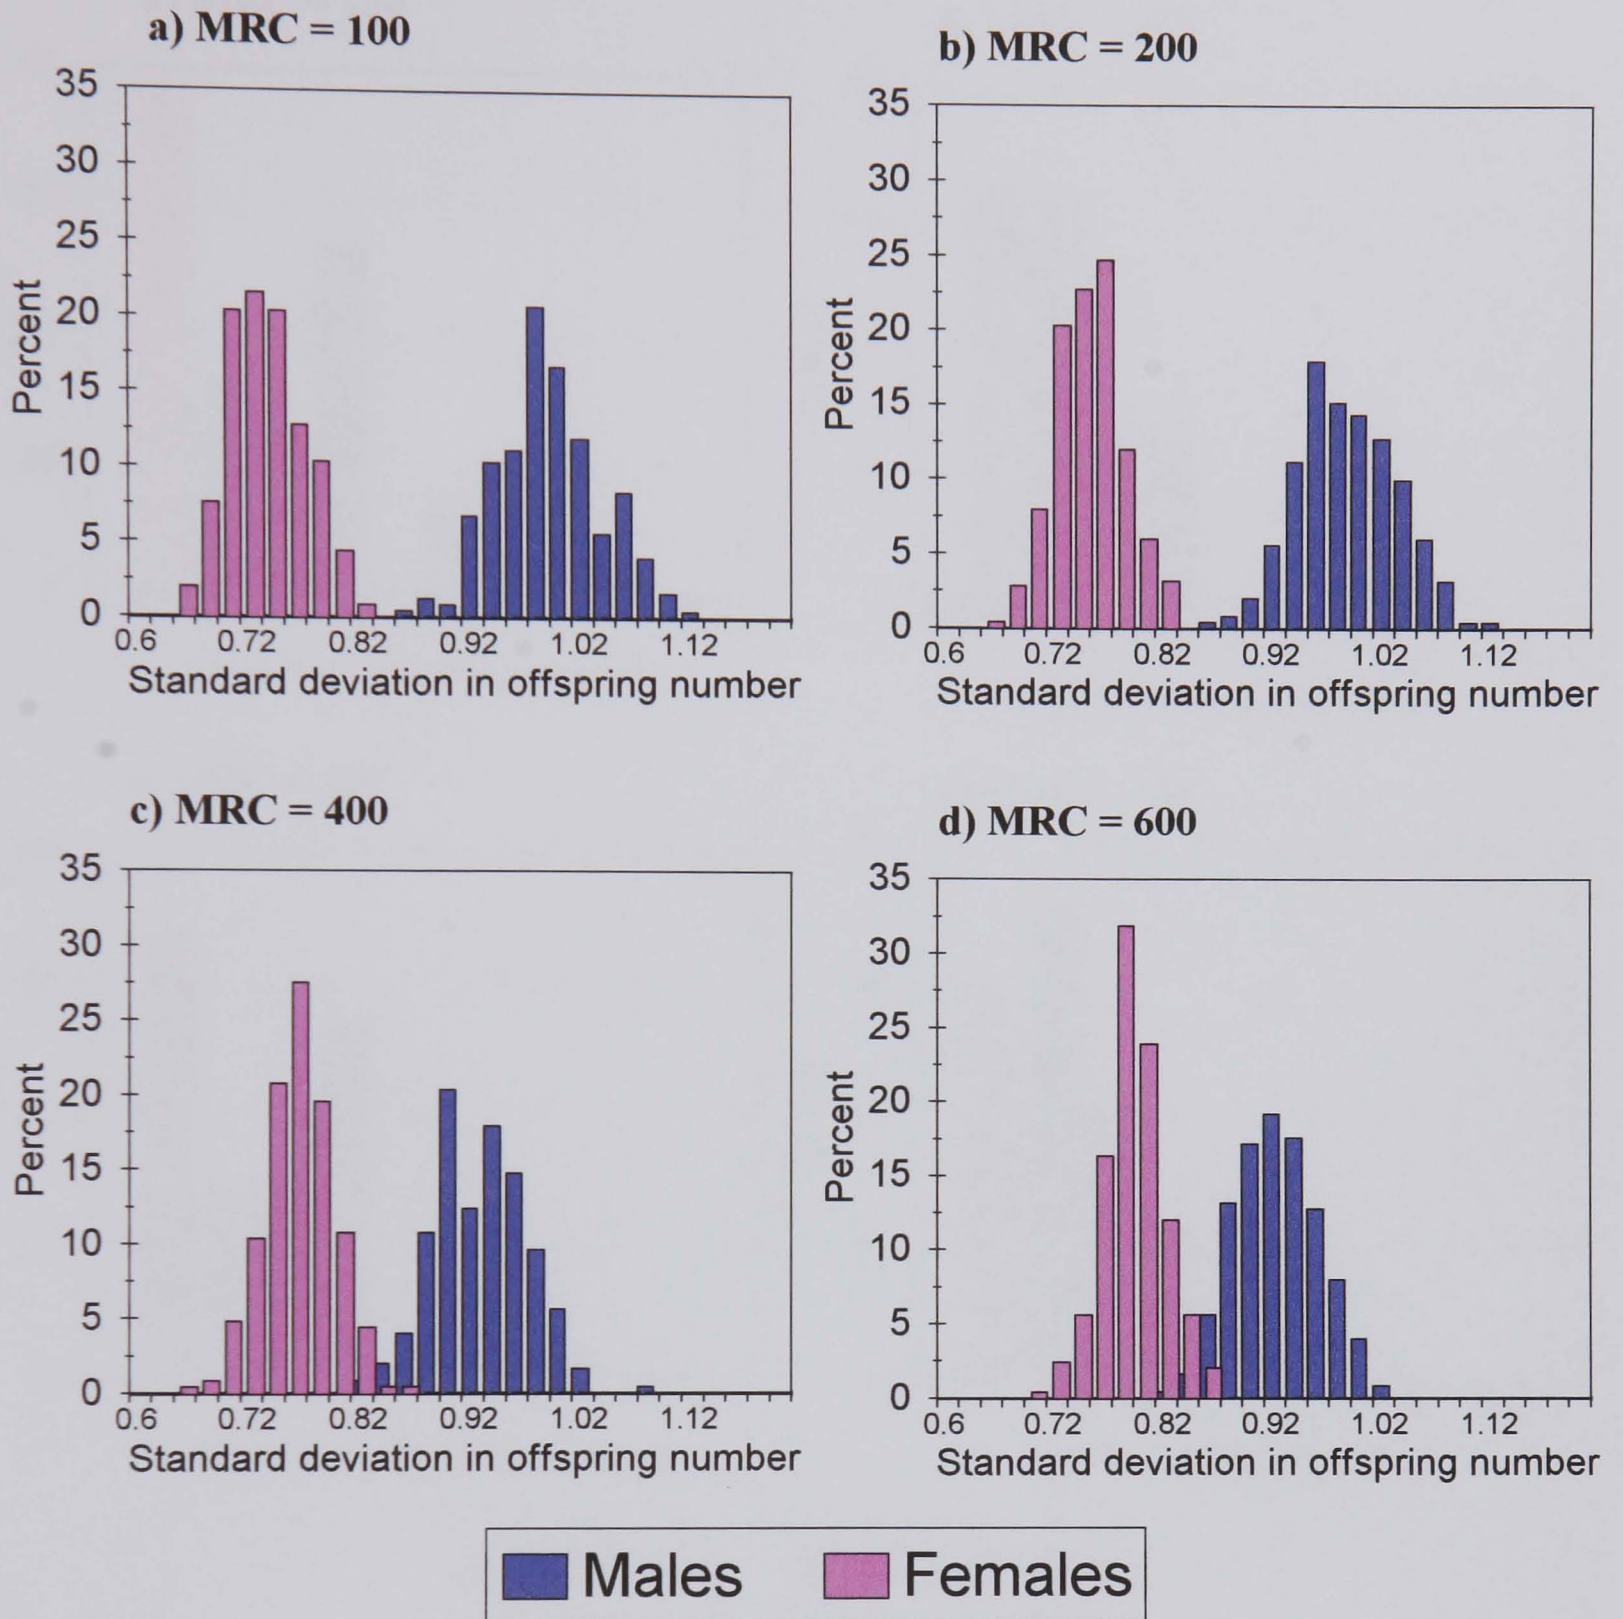 a) MRC = 100
35
30
25
20
15
10
5
0
Percent
0.6 0.72 0.82 0.92 1.02 1.12
Standard deviation in offspring number
b) MRC = 200
35
30
25
20
15
10
5
0
Percent
0.6 0.72 0.82 0.92 1.02 1.12
Standard deviation in offspring number
c) MRC = 400
35
30
25
20
15
10
5
0
Percent
0.6 0.72 0.82 0.92 1.02 1.12
Standard deviation in offspring number
d) MRC = 600
35
30
25
20
15
10
5
0
Percent
0.6 0.72 0.82 0.92 1.02 1.12
Standard deviation in offspring number
Males Females